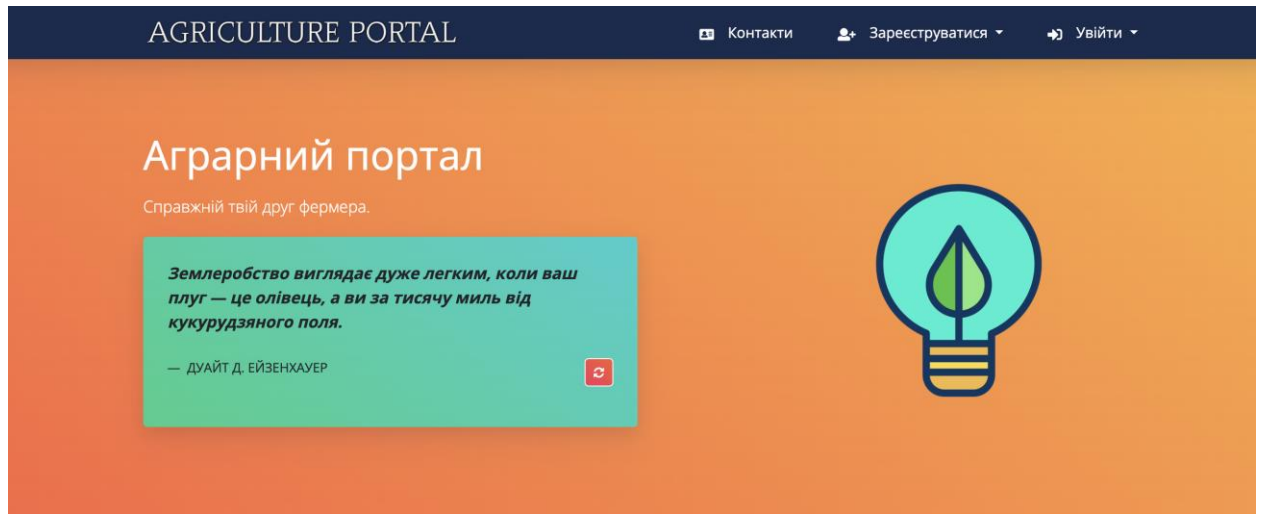 AGRICULTURE PORTAL
Контакти
Зареєструватися
Увійти
Аграрний портал
Справжній твій друг фермера.
Землеробство виглядає дуже легким, коли ваш
плуг — це олівець, а ви за тисячу миль від
кукурудзяного поля.
— ДУАЙТ Д. ЕЙЗЕНХАУЕР